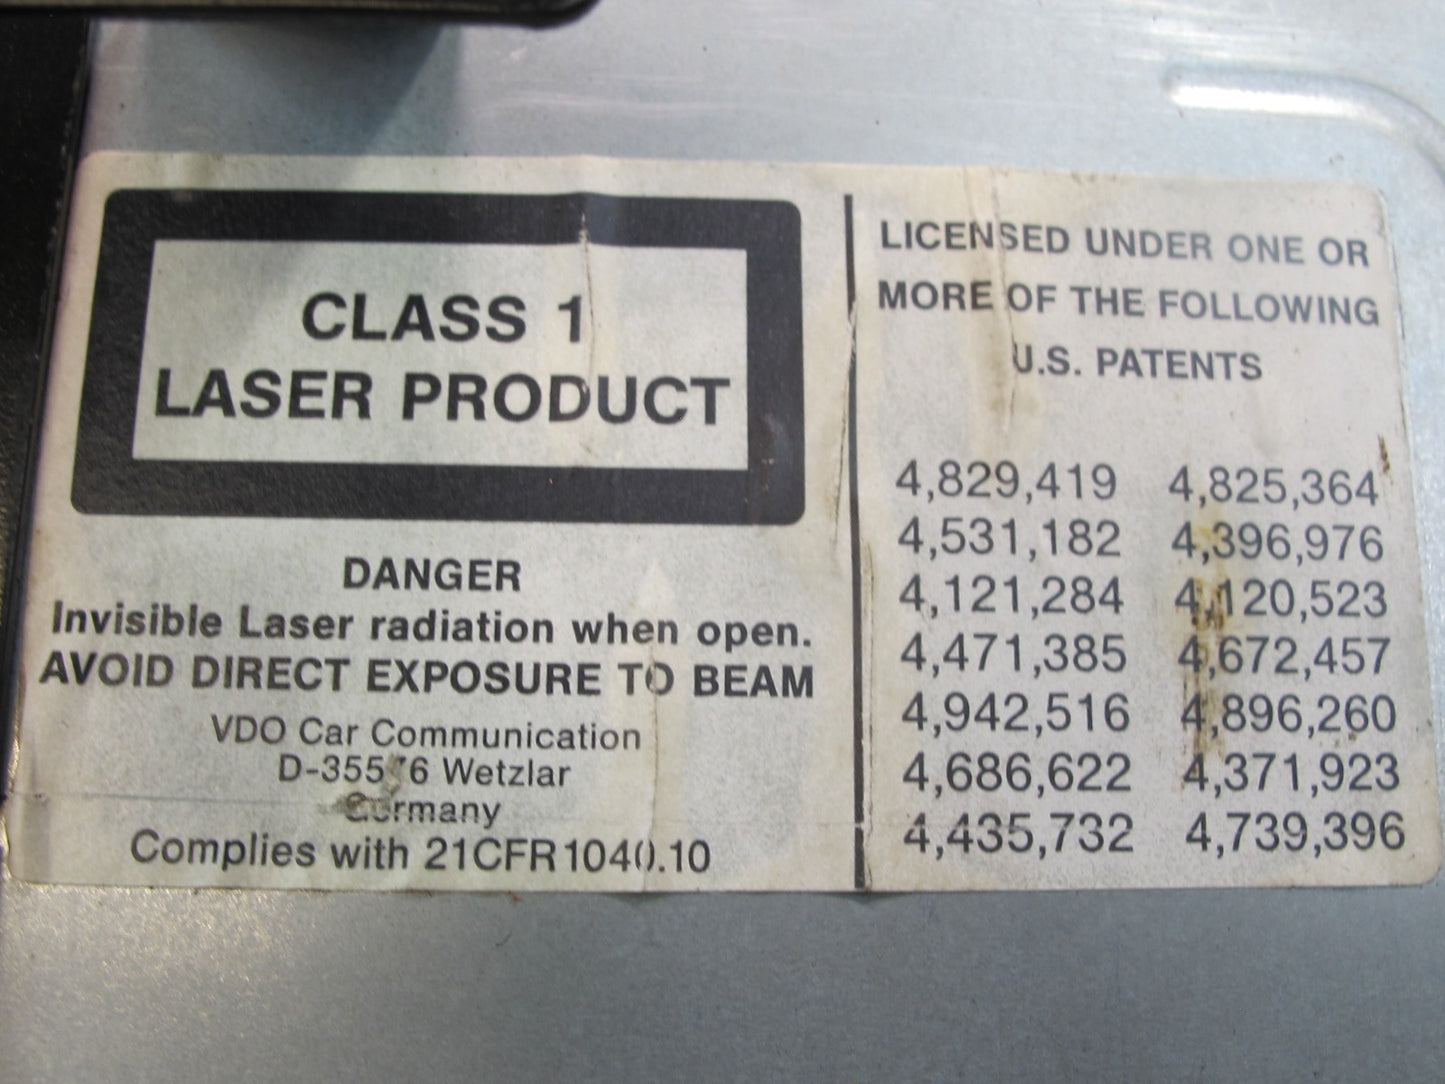 CLASS 1
LASER PRODUCT
DANGER
Invisible Laser radiation when open.
AVOID DIRECT EXPOSURE TO BEAM
VDO Car Communication
Wetzlar
Germany
Complies with 21CFR1040.10
LICENSED UNDER ONE OR
MORE OF THE FOLLOWING
U.S. PATENTS
4,829,419 4,825,364
4,531,182 4,396,976
4,121,284 4,120,523
4,471,385 4,672,457
4,942,516 4,896,260
4,686,622 4,371,923
4,435,732 4,739,396